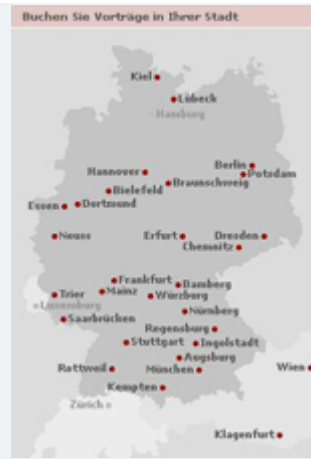 Buchen Sie Vorträge in Ihrer Stadt
Kiel
Lübeck
Hamburg
Berlin
Hannover
Potsdam
Braunschweig
Bielefeld
Essen
Dortmund
Neuss
Erfurt
Dresden
Chemnitz
Frankfurt
Bamberg
Trier
Mainz
Würzburg
Luxemburg
Nürnberg
Saarbrücken
Regensburg
Stuttgart
Ingolstadt
Augsburg
Rottweil
München
Wien
Kempten
Zürich
Klagenfurt